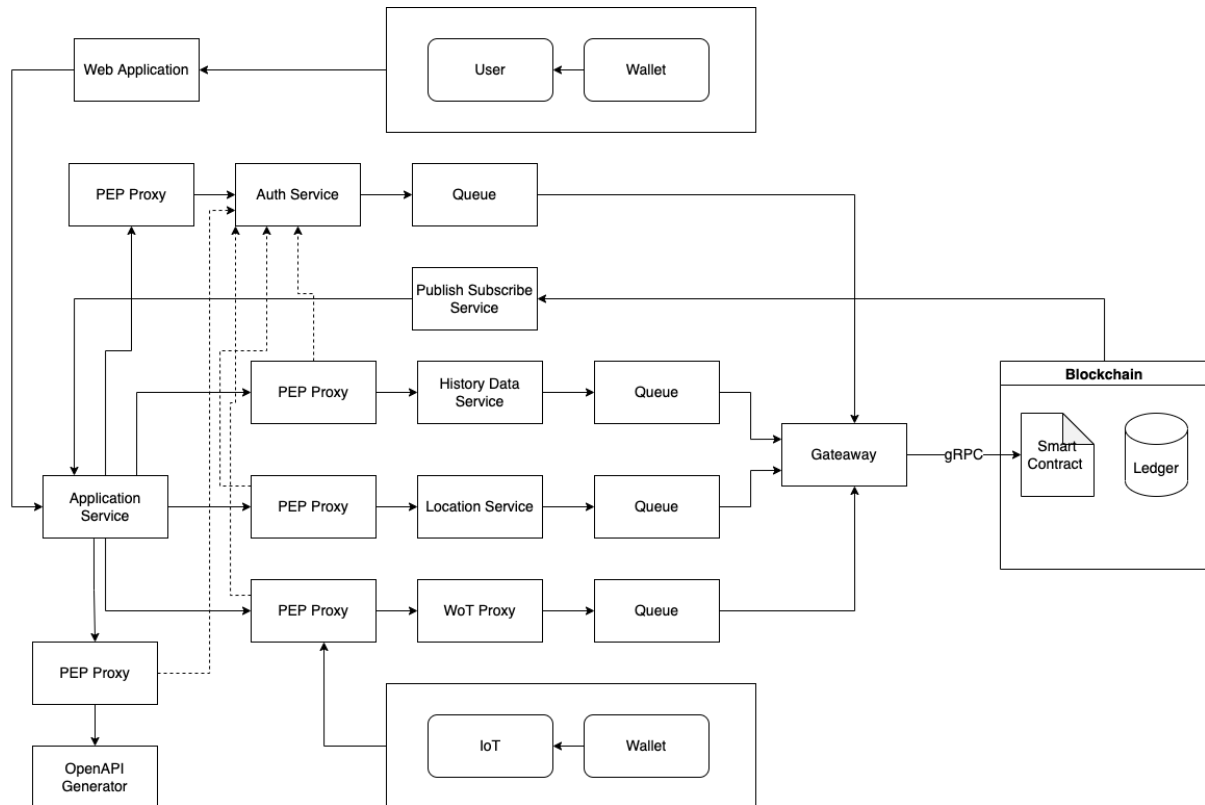 Web Application
User
Wallet
PEP Proxy
Auth Service
Queue
Publish Subscribe
Service
Blockchain
PEP Proxy
History Data
Service
Queue
Gateaway
gRPC
Smart
Contract
Ledger
Application
Service
PEP Proxy
Location Service
Queue
PEP Proxy
WoT Proxy
Queue
PEP Proxy
IoT
Wallet
OpenAPI
Generator